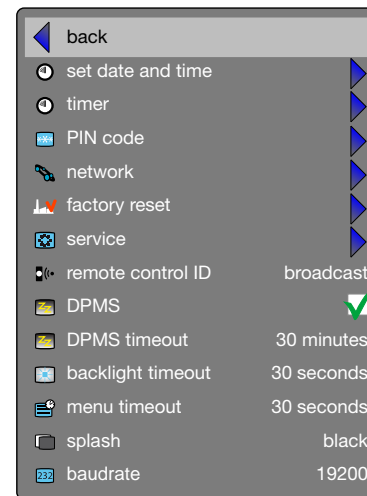 back
set date and time
timer
PIN code
network
factory reset
service
remote control ID broadcast
DPMS
DPMS timeout 30 minutes
backlight timeout 30 seconds
menu timeout 30 seconds
splash black
232 baudrate 19200